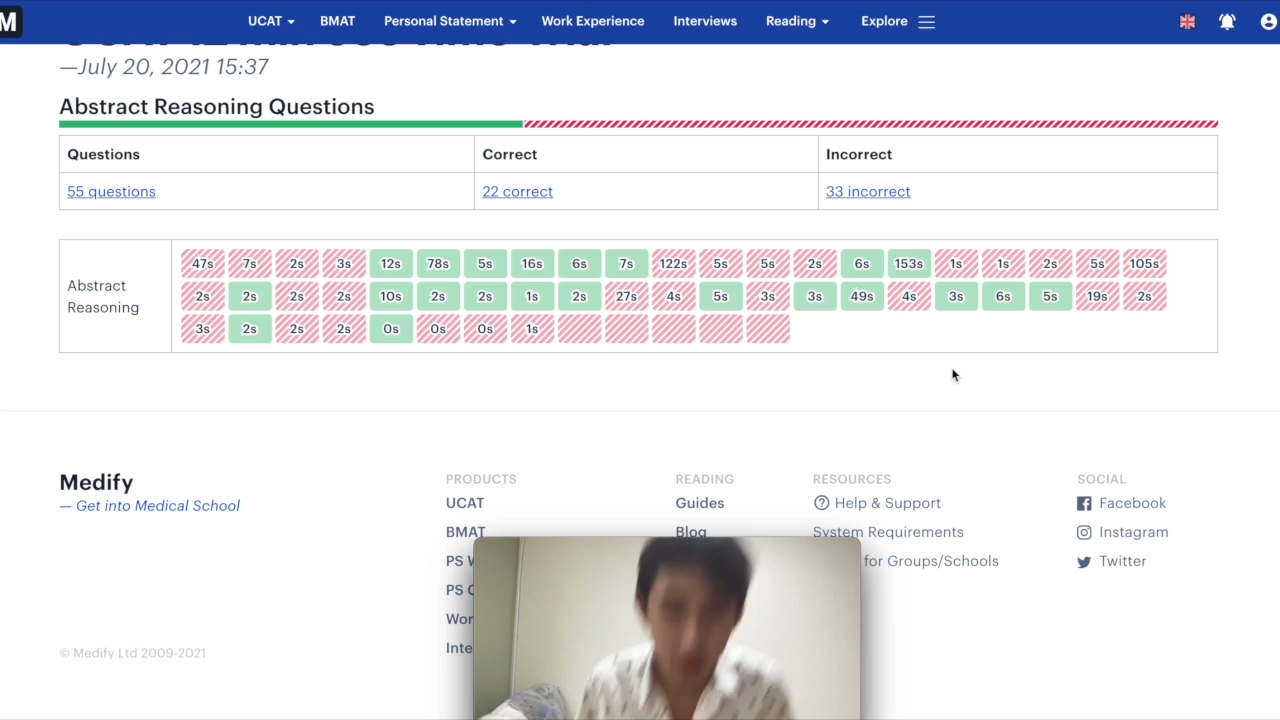 M
UCAT BMAT Personal Statement Work Experience Interviews Reading Explore
—July 20, 2021 15:37
Abstract Reasoning Questions
Questions Correct Incorrect
55 questions 22 correct 33 incorrect
47s 7s 2s 3s 12s 78s 5s 16s 6s 7s 122s 5s 5s 2s 6s 153s 1s 1s 2s 5s 105s
Abstract
Reasoning
2s 2s 2s 2s 10s 2s 2s 1s 2s 27s 4s 5s 3s 3s 49s 4s 3s 6s 5s 19s 2s
3s 2s 2s 2s 0s 0s 0s 1s
Medify
— Get into Medical School
PRODUCTS
UCAT
BMAT
PS
PS
Wor
Inte
READING
Guides
Blog
RESOURCES
Help & Support
System Requirements
for Groups/Schools
SOCIAL
Facebook
Instagram
Twitter
© Medify Ltd 2009-2021